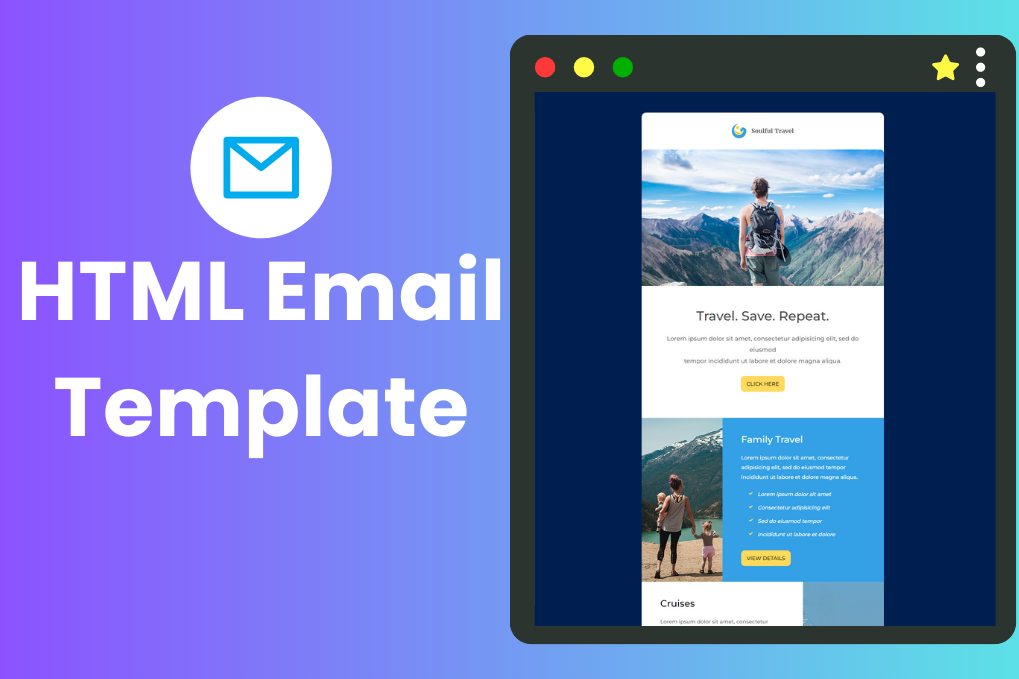 HTML Email
Template
Soulful Travel
Travel. Save. Repeat.
Lorem ipsum dolor sit amet, consectetur adipisicing elit, sed do
eiusmod
tempor incididunt ut labore et dolore magna aliqua.
CLICK HERE
Family Travel
Lorem ipsum dolor sit amet, consectetur
adipisicing elit, sed do eiusmod tempor
incididunt ut labore et dolore magna aliqua.
Lorem ipsum dolor sit amet
Consectetur adipisicing elit
Sed do eiusmod tempor
Incididunt ut labore et dolore
VIEW DETAILS
Cruises
Lorem ipsum dolor sit amet, consectetur